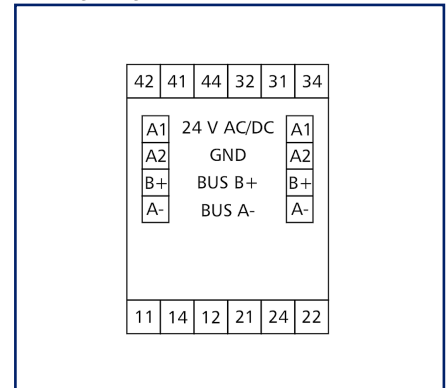 42 41 44 32 31 34
A1 24 V AC/DC A1
A2 GND A2
B+ BUS B+ B+
A- BUS A- A-
11 14 12 21 24 22